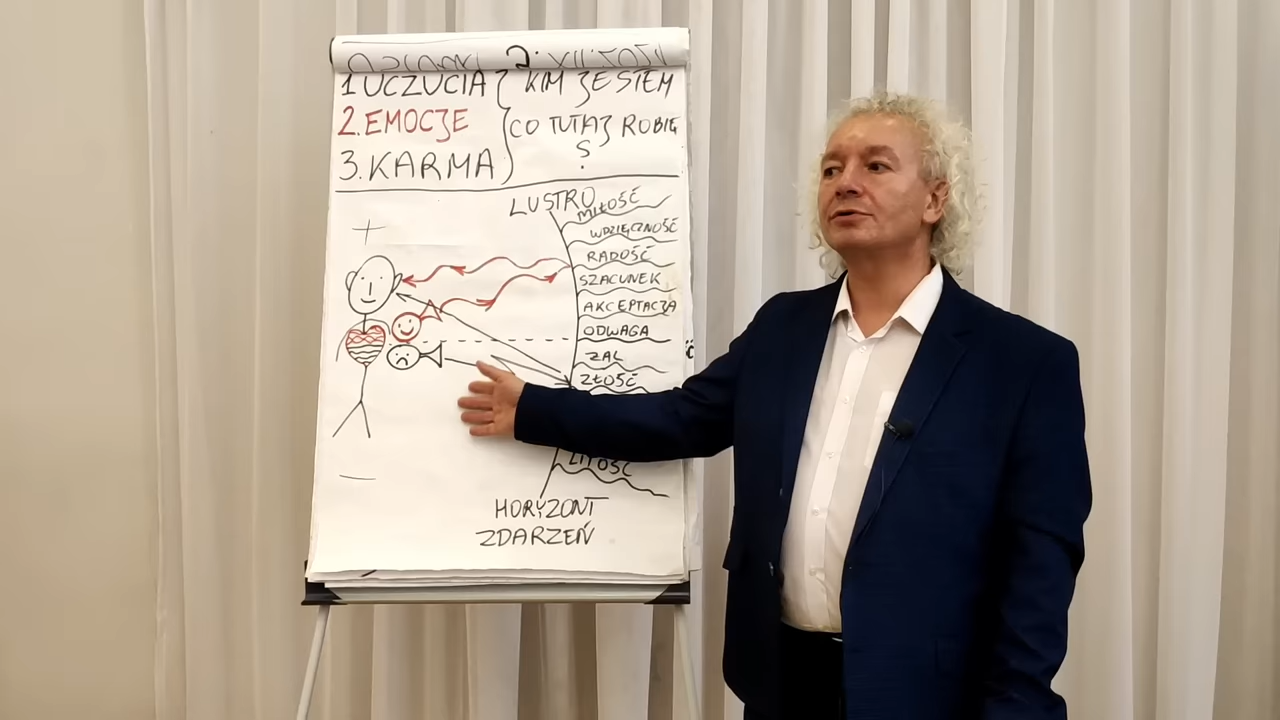 1 UCZUCIA KIM JESTEM
2. EMOCJE CO TUTAJ ROBIĘ
3. KARMA ?
LUSTRO
MIŁOŚĆ
WDZIĘCZNOŚĆ
+
RADOŚĆ
SZACUNEK
AKCEPTACJA
ODWAGA
ŻAL
ZŁOŚĆ
LITOŚĆ
—
HORYZONT
ZDARZEŃ